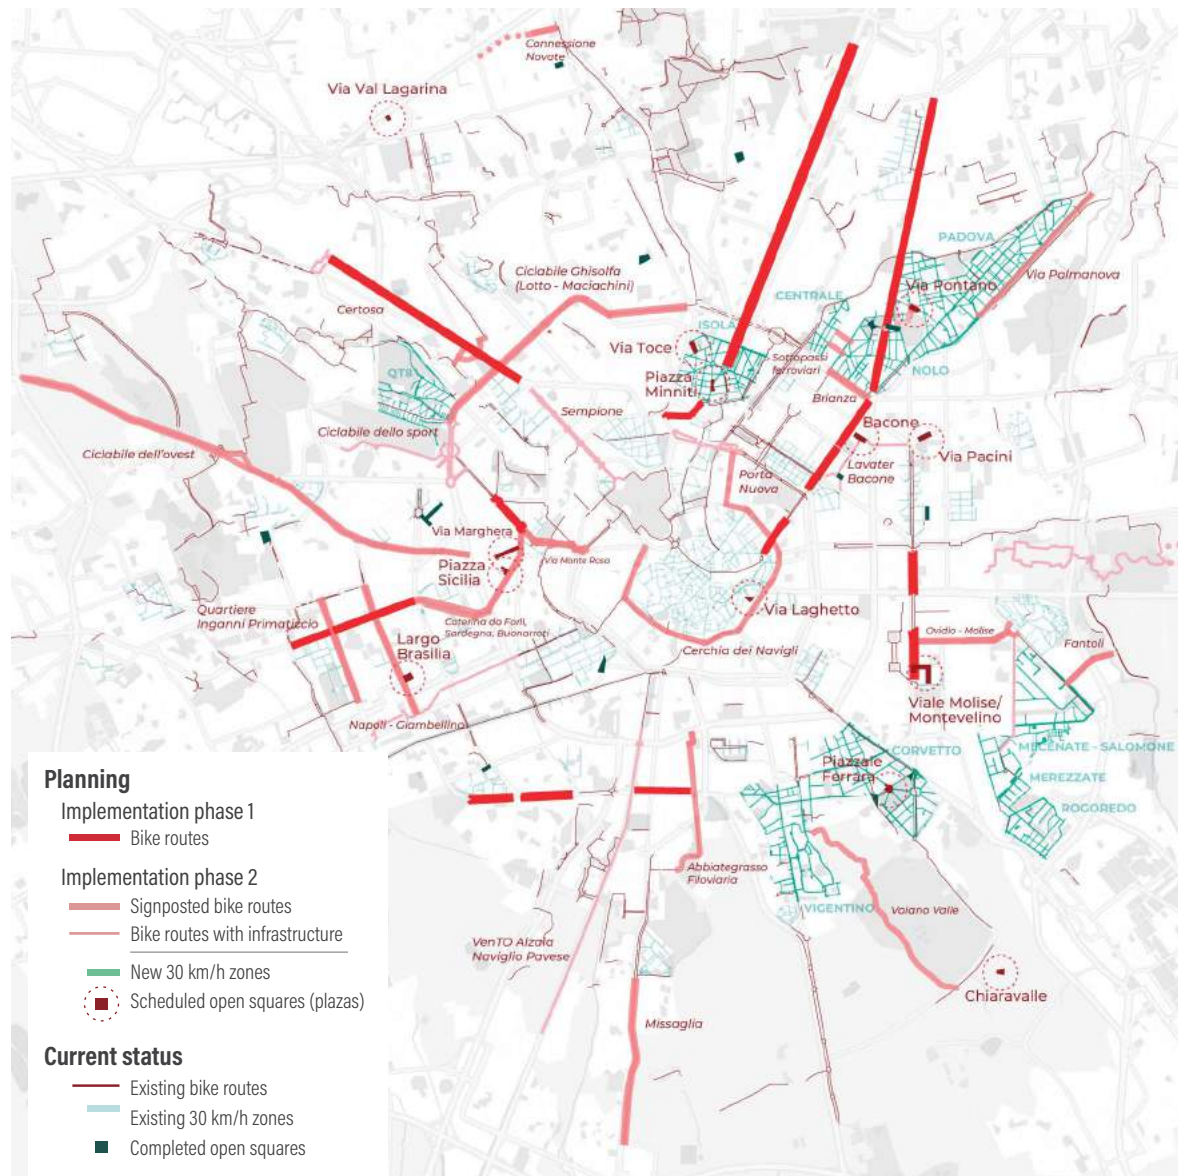 Connessione
Novate
Via Val Lagarina
PADOVA
Via Palmanova
Ciclabile Ghisolfa
(Lotto - Maciachini)
Via Pontano
CENTRALE
Certosa
ISOLA
Via Toce
Sottopassi
ferroviari
NOLO
QT8
Piazza
Minniti
Brianza
Sempione
Bacone
Ciclabile dello sport
Via Pacini
Ciclabile dell'ovest
Lavater
Bacone
Porta
Nuova
Via Marghera
Via Monte Rosa
Piazza
Sicilia
Via Laghetto
Quartiere
Inganni Primaticcio
Caterina da Forlì,
Sardegna, Buonarroti
Ovidio - Molise
Fantoli
Largo
Brasilia
Cerchia dei Navigli
Viale Molise/
Montevelino
Napoli - Giambellino
CORVETTO
MECENATE - SALOMONE
Piazzale
Ferrara
MEREZZATE
ROGOREDO
Abbiategrasso
Filoviaria
VIGENTINO
Vaiano Valle
VenTO Alzaia
Naviglio Pavese
Chiaravalle
Missaglia
Planning
Implementation phase 1
Bike routes
Implementation phase 2
Signposted bike routes
Bike routes with infrastructure
New 30 km/h zones
Scheduled open squares (plazas)
Current status
Existing bike routes
Existing 30 km/h zones
Completed open squares